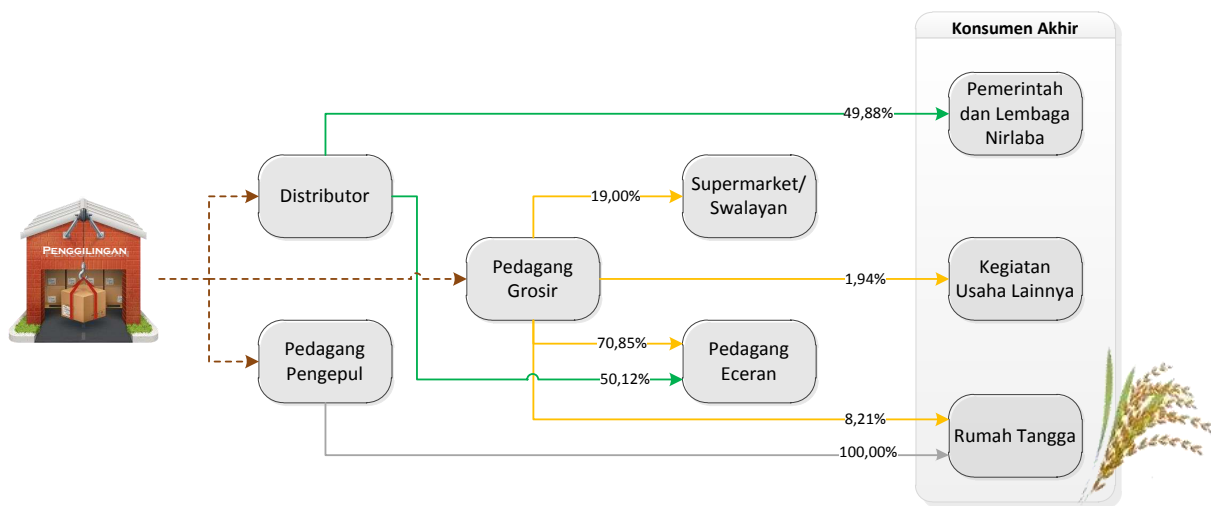 Konsumen Akhir
49,88%
Pemerintah
dan Lembaga
Nirlaba
Distributor
19,00%
Supermarket/
Swalayan
PENGGILINGAN
Pedagang
Grosir
1,94%
Kegiatan
Usaha Lainnya
Pedagang
Pengepul
70,85%
50,12%
Pedagang
Eceran
8,21%
Rumah Tangga
100,00%